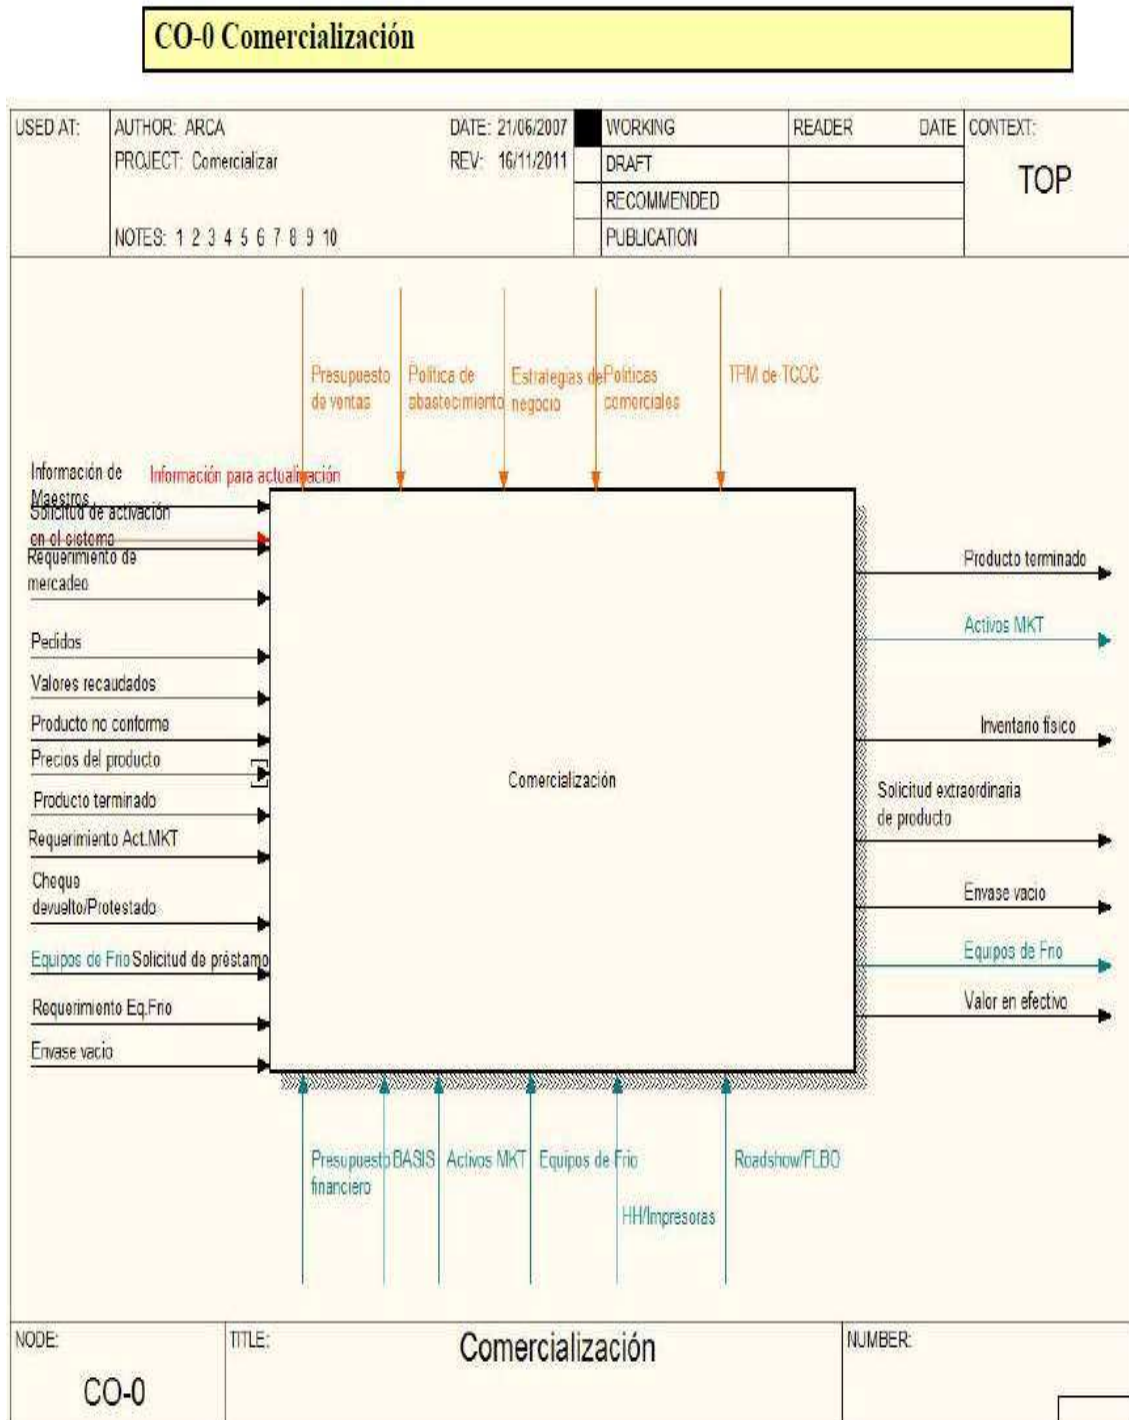 CO-0 Comercialización
USED AT:
AUTHOR: ARCA
DATE: 21/06/2007
PROJECT: Comercializar
REV: 16/11/2011
NOTES: 1 2 3 4 5 6 7 8 9 10
WORKING
DRAFT
RECOMMENDED
PUBLICATION
READER
DATE
CONTEXT:
TOP
Presupuesto
de ventas
Política de
abastecimiento
Estrategias de
negocio
Políticas
comerciales
TPM de TCCC
Información de
Maestros
Información para actualización
Solicitud de activación
en el sistema
Requerimiento de
mercadeo
Pedidos
Valores recaudados
Producto no conforme
Precios del producto
Producto terminado
Requerimiento Act.MKT
Cheque
devuelto/Protestado
Equipos de Frio
Solicitud de préstamo
Requerimiento Eq.Frio
Envase vacio
Comercialización
Producto terminado
Activos MKT
Inventario físico
Solicitud extraordinaria
de producto
Envase vacio
Equipos de Frio
Valor en efectivo
Presupuesto
financiero
BASIS
Activos MKT
Equipos de Frio
HH/Impresoras
Roadshow/FLBO
NODE:
CO-0
TITLE:
Comercialización
NUMBER: